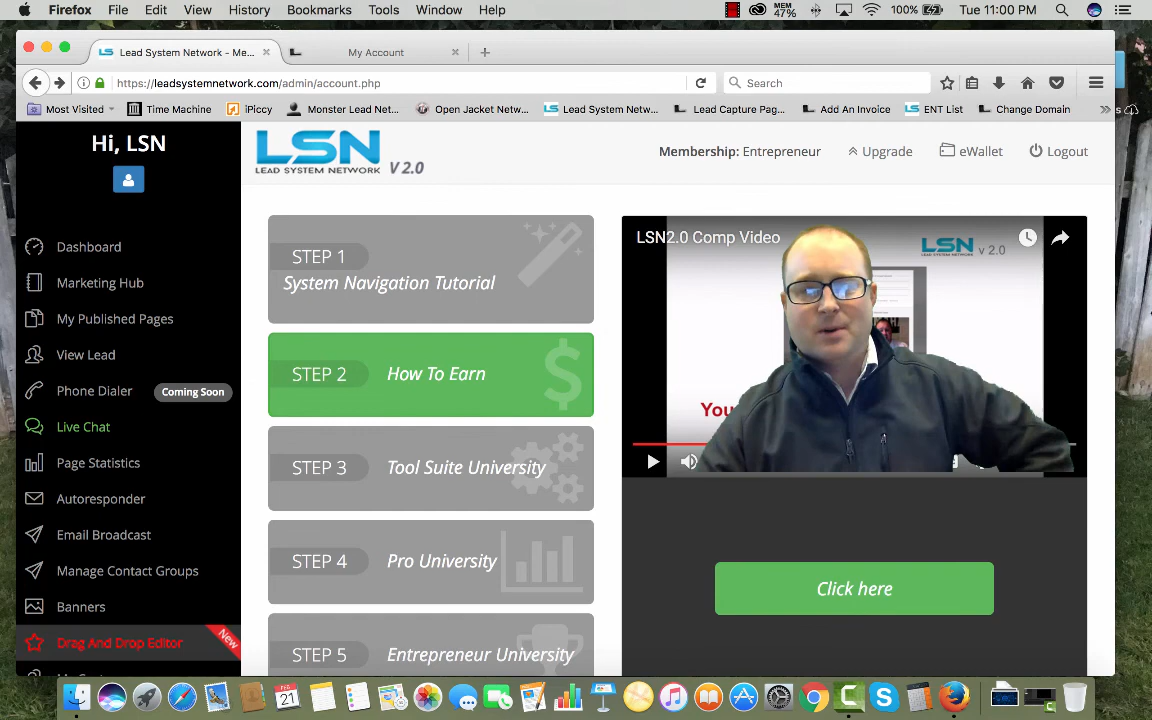 Firefox File Edit View History Bookmarks Tools Window Help MEM 47% 100% Tue 11:00 PM
Lead System Network - Me... My Account
https://leadsystemnetwork.com/admin/account.php Search
Most Visited Time Machine iPiccy Monster Lead Net... Open Jacket Netw... Lead System Netw... Lead Capture Pag... Add An Invoice ENT List Change Domain
Hi, LSN
LSN
LEAD SYSTEM NETWORK V 2.0
Membership: Entrepreneur Upgrade eWallet Logout
Dashboard
Marketing Hub
My Published Pages
View Lead
Phone Dialer Coming Soon
Live Chat
Page Statistics
Autoresponder
Email Broadcast
Manage Contact Groups
Banners
Drag And Drop Editor New
STEP 1
System Navigation Tutorial
STEP 2 How To Earn
STEP 3 Tool Suite University
STEP 4 Pro University
STEP 5 Entrepreneur University
LSN2.0 Comp Video
LSN v 2.0
You
Click here
FEB
21